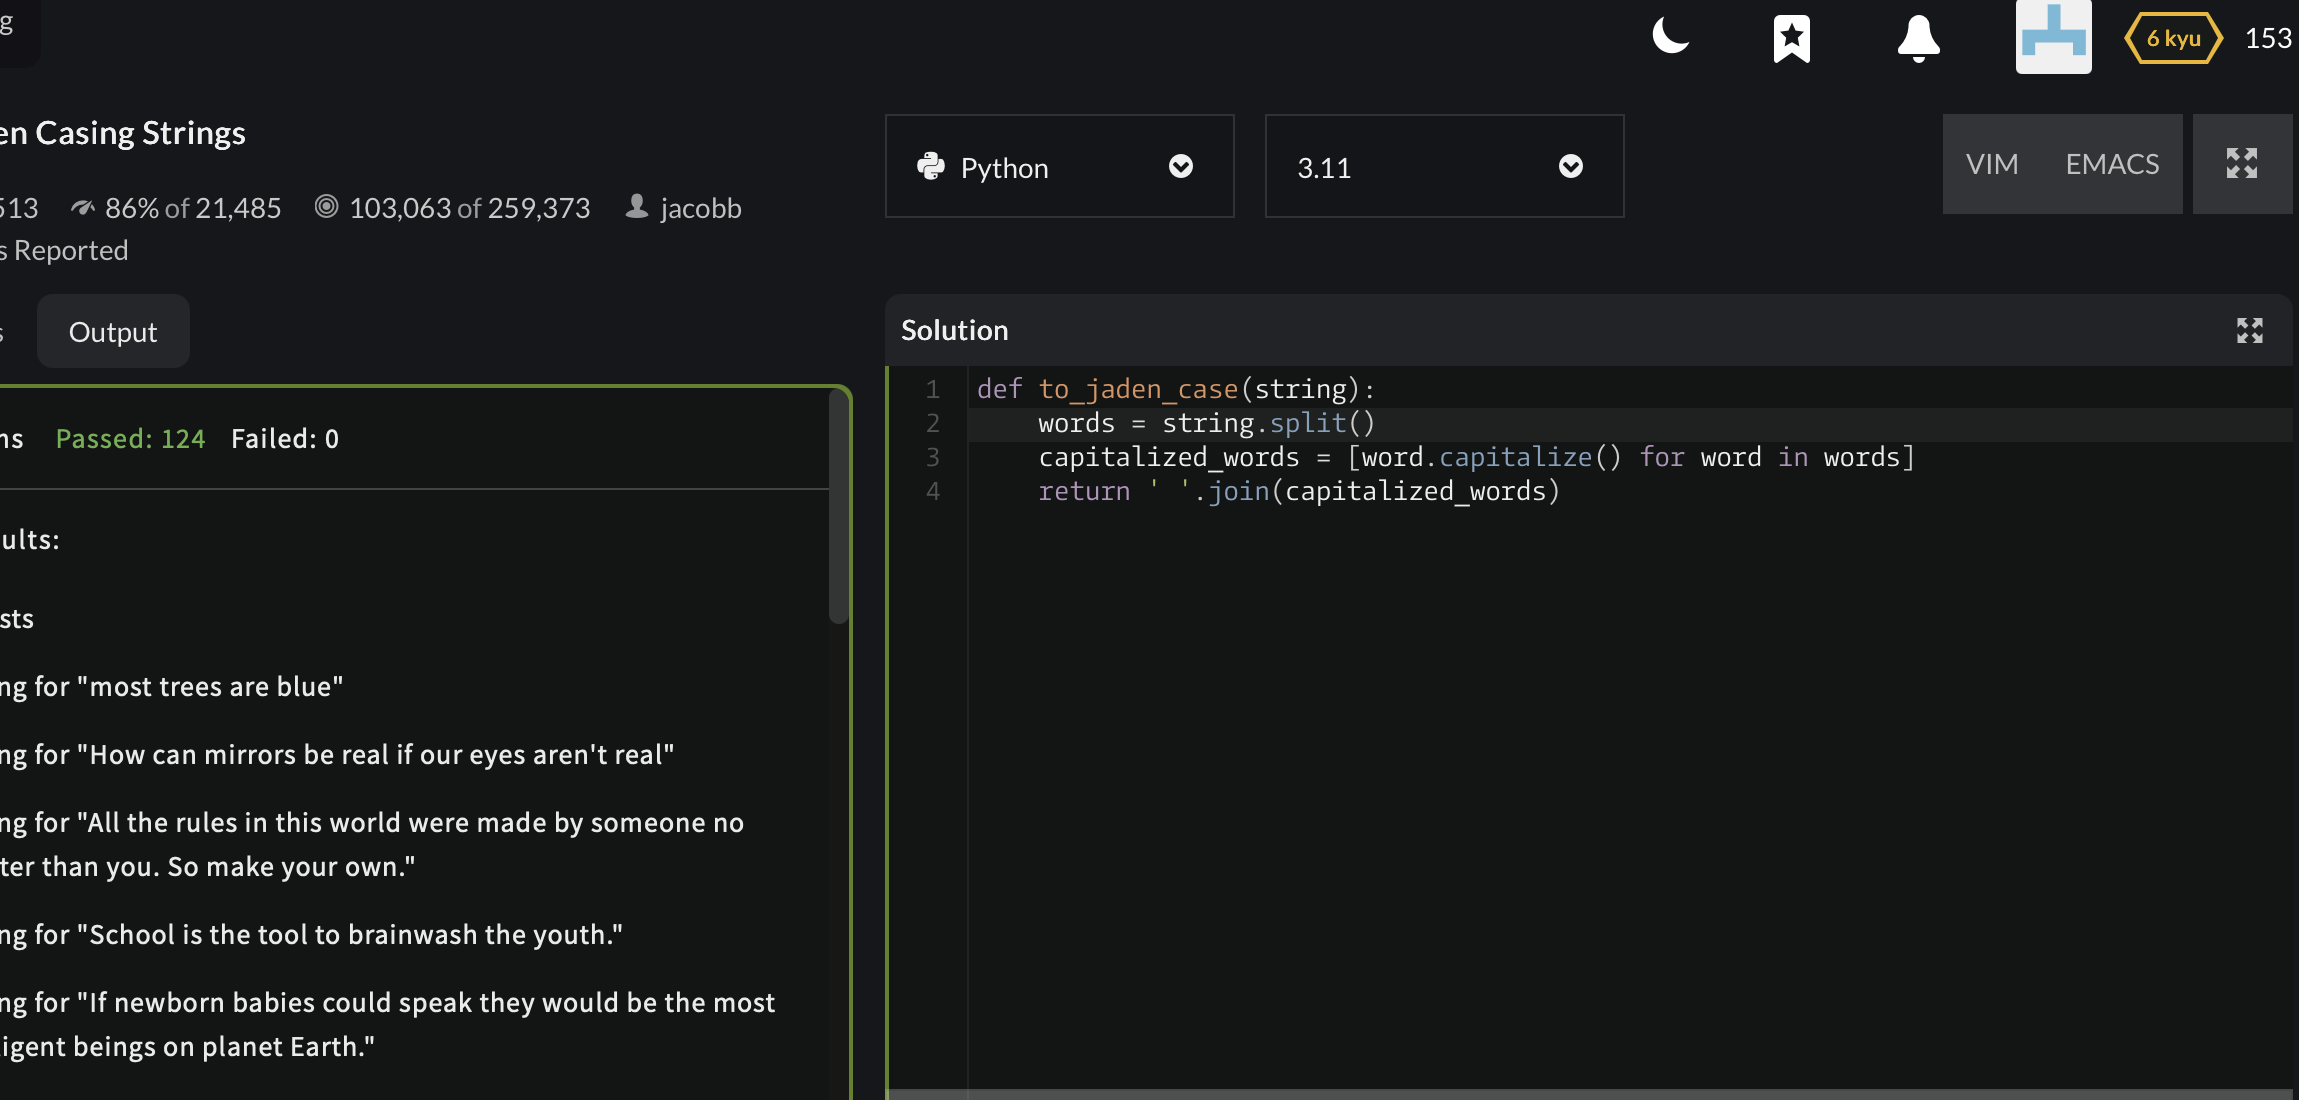 g
6 kyu 153
en Casing Strings
Python 3.11 VIM EMACS
513 86% of 21,485 103,063 of 259,373 jacobb
s Reported
s Output
Solution
1 def to_jaden_case(string):
2     words = string.split()
3     capitalized_words = [word.capitalize() for word in words]
4     return ' '.join(capitalized_words)
ns Passed: 124 Failed: 0
ults:
sts
ng for "most trees are blue"
ng for "How can mirrors be real if our eyes aren't real"
ng for "All the rules in this world were made by someone no
ter than you. So make your own."
ng for "School is the tool to brainwash the youth."
ng for "If newborn babies could speak they would be the most
igent beings on planet Earth."